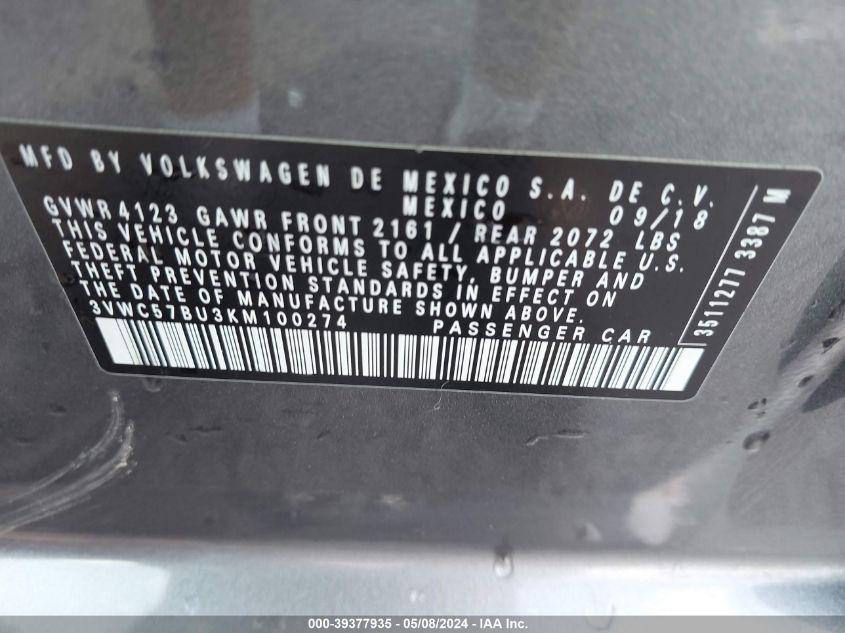 MFD BY VOLKSWAGEN DE MEXICO S.A. DE C.V.
MEXICO 09/18
GVWR 4123 GAWR FRONT 2161 / REAR 2072 LBS
THIS VEHICLE CONFORMS TO ALL APPLICABLE U.S.
FEDERAL MOTOR VEHICLE SAFETY, BUMPER AND
THEFT PREVENTION STANDARDS IN EFFECT ON
THE DATE OF MANUFACTURE SHOWN ABOVE.
3VWC57BU3KM100274 PASSENGER CAR
3511277 3387 M
000-39377935 - 05/08/2024 - IAA Inc.